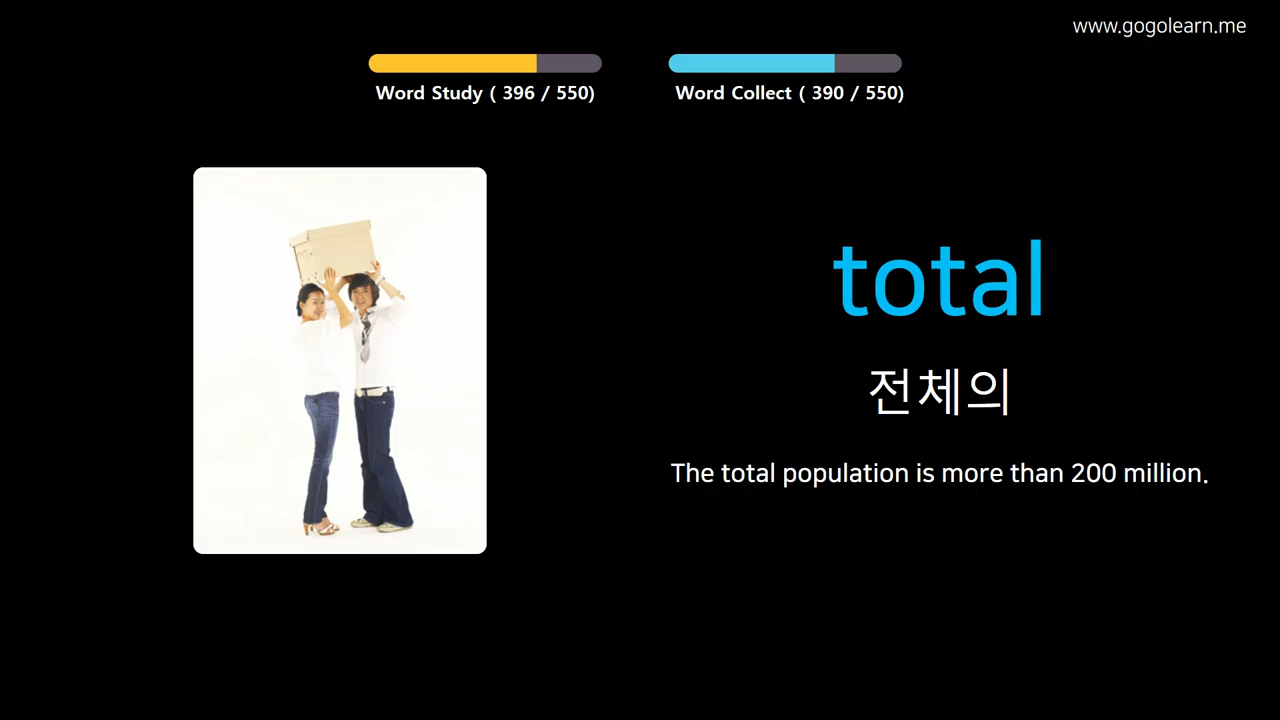 www.gogolearn.me
Word Study ( 396 / 550)
Word Collect ( 390 / 550)
total
전체의
The total population is more than 200 million.